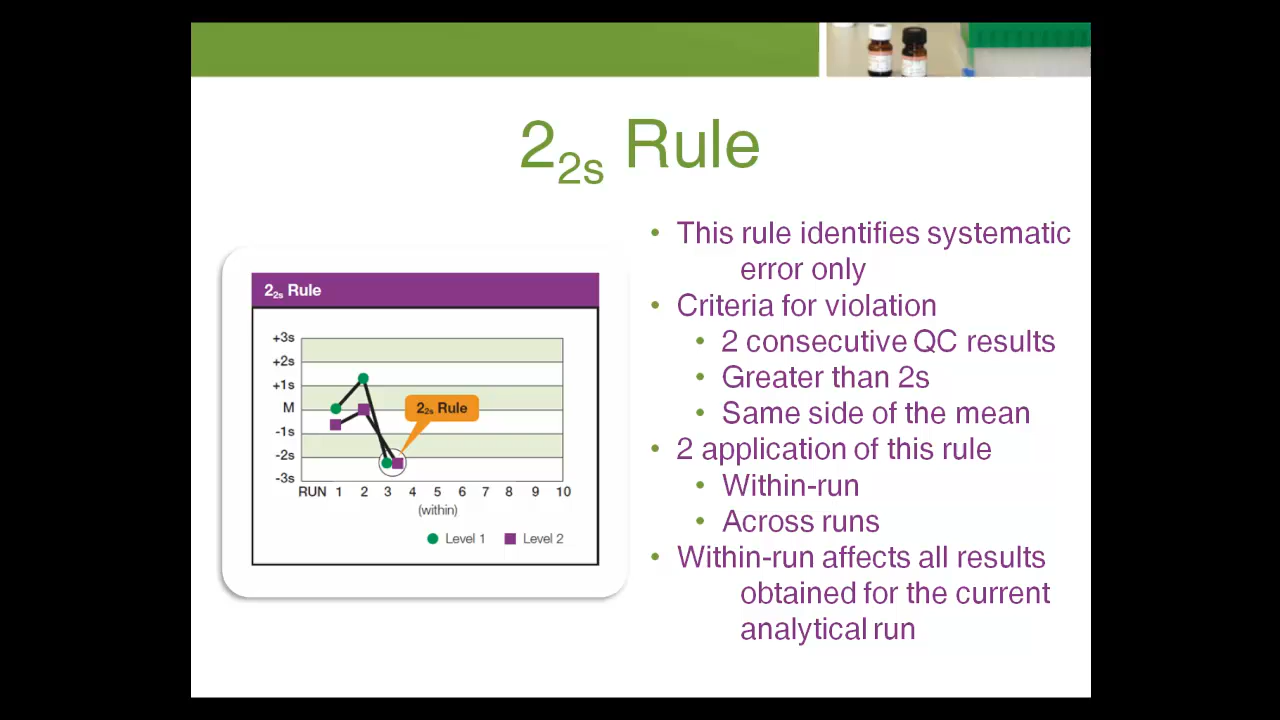 22s Rule
• This rule identifies systematic
error only
• Criteria for violation
• 2 consecutive QC results
• Greater than 2s
• Same side of the mean
• 2 application of this rule
• Within-run
• Across runs
• Within-run affects all results
obtained for the current
analytical run
22s Rule
+3s
+2s
+1s
M
-1s
-2s
-3s
22s Rule
RUN 1 2 3 4 5 6 7 8 9 10
(within)
Level 1 Level 2